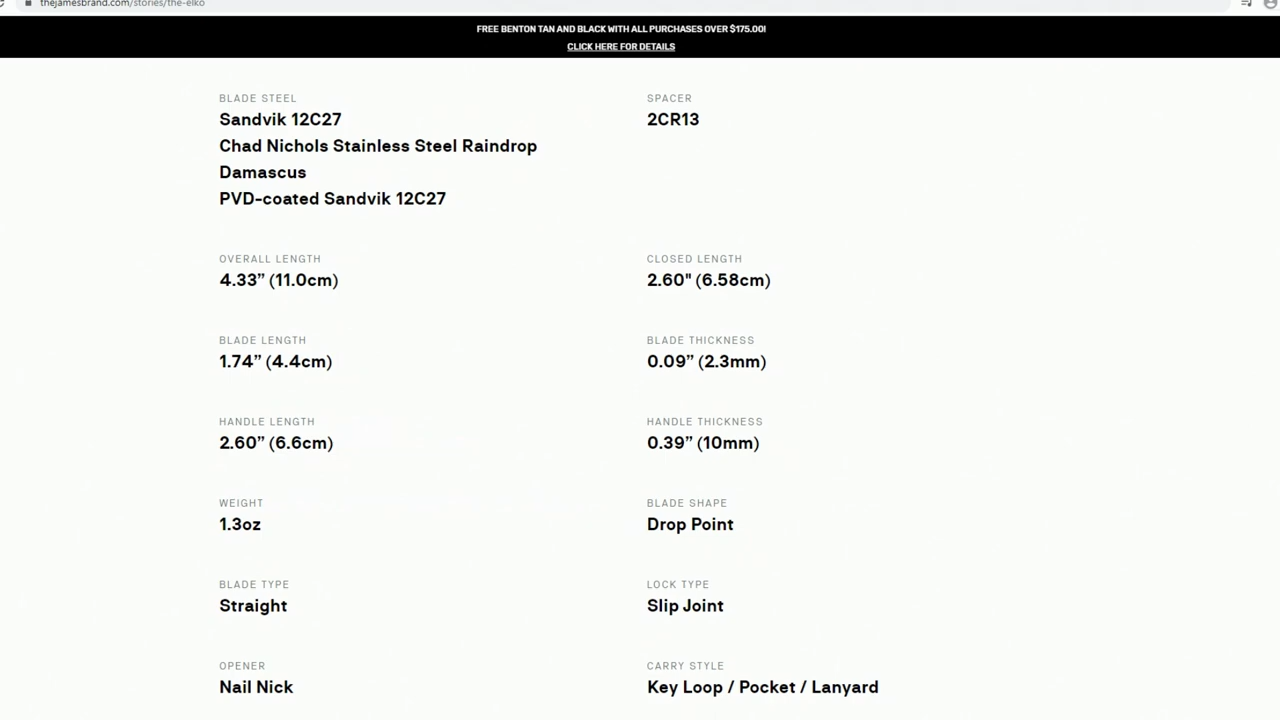 thejamesbrand.com/stories/the-elko
FREE BENTON TAN AND BLACK WITH ALL PURCHASES OVER $175.00!
CLICK HERE FOR DETAILS
BLADE STEEL
Sandvik 12C27
Chad Nichols Stainless Steel Raindrop
Damascus
PVD-coated Sandvik 12C27
SPACER
2CR13
OVERALL LENGTH
4.33” (11.0cm)
CLOSED LENGTH
2.60" (6.58cm)
BLADE LENGTH
1.74” (4.4cm)
BLADE THICKNESS
0.09” (2.3mm)
HANDLE LENGTH
2.60” (6.6cm)
HANDLE THICKNESS
0.39” (10mm)
WEIGHT
1.3oz
BLADE SHAPE
Drop Point
BLADE TYPE
Straight
LOCK TYPE
Slip Joint
OPENER
Nail Nick
CARRY STYLE
Key Loop / Pocket / Lanyard